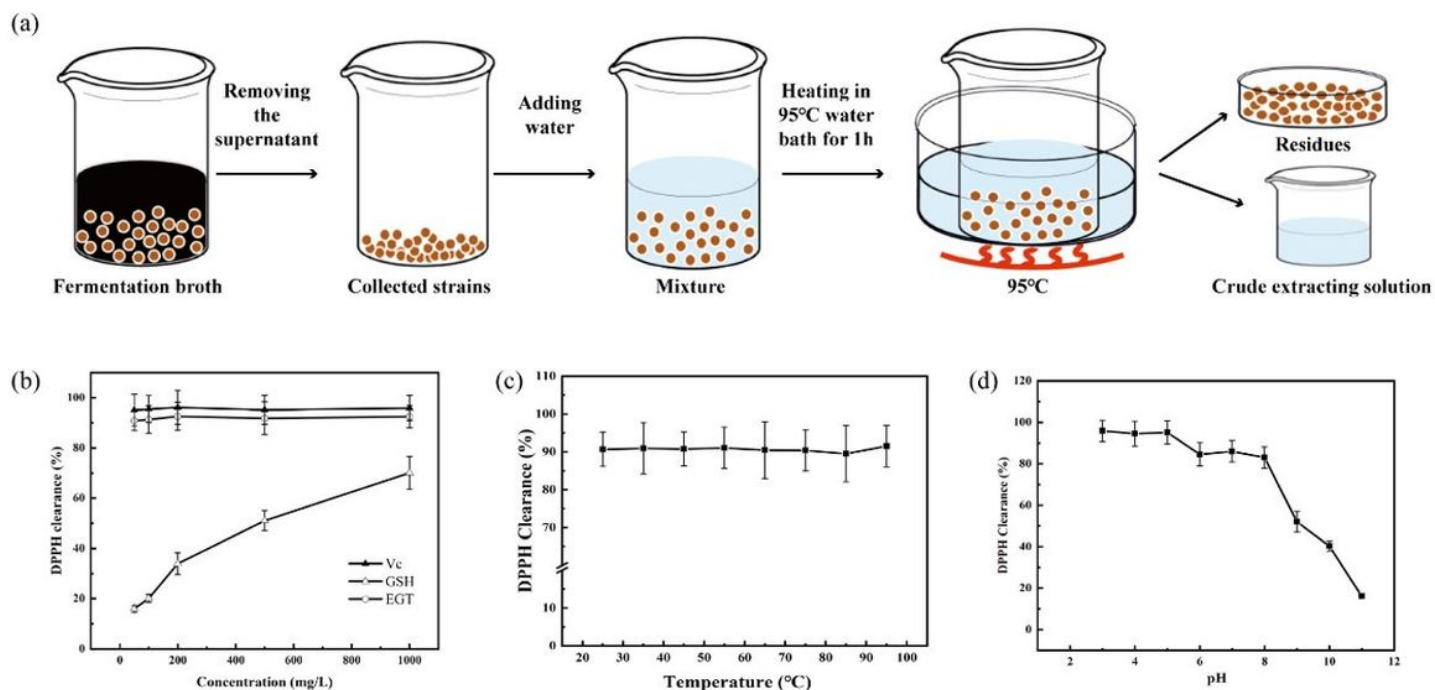 (a)
Removing
the
supernatant
Adding
water
Heating in
95°C water
bath for 1h
Residues
Fermentation broth
Collected strains
Mixture
95°C
Crude extracting solution
(b)
DPPH clearance (%)
100
80
60
40
20
0
Vc
GSH
EGT
0 200 400 600 800 1000
Concentration (mg/L)
(c)
DPPH Clearance (%)
110
100
90
80
70
10
0
20 30 40 50 60 70 80 90 100
Temperature (°C)
(d)
DPPH Clearance (%)
120
100
80
60
40
20
0
2 4 6 8 10 12
pH